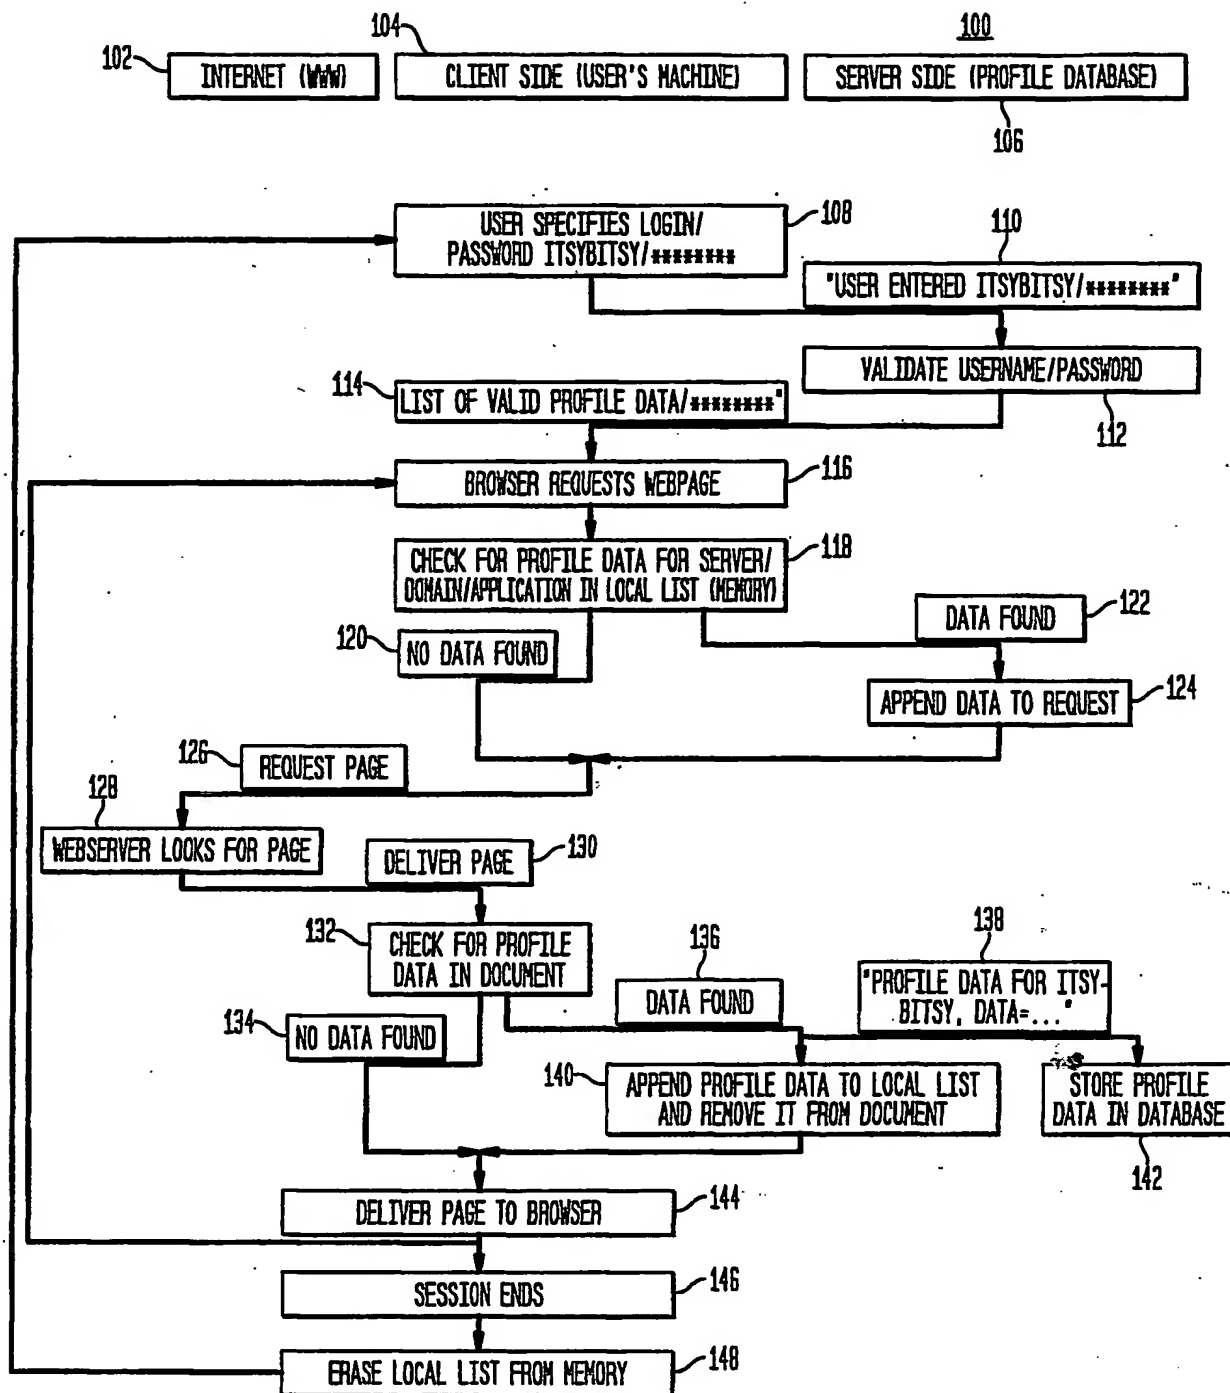 104
100
102
INTERNET (WWW)
CLIENT SIDE (USER'S MACHINE)
SERVER SIDE (PROFILE DATABASE)
106
USER SPECIFIES LOGIN/
PASSWORD ITSYBITSY/********
108
110
"USER ENTERED ITSYBITSY/********"
VALIDATE USERNAME/PASSWORD
112
114
LIST OF VALID PROFILE DATA/********"
BROWSER REQUESTS WEBPAGE
116
CHECK FOR PROFILE DATA FOR SERVER/
DOMAIN/APPLICATION IN LOCAL LIST (MEMORY)
118
120
NO DATA FOUND
DATA FOUND
122
APPEND DATA TO REQUEST
124
126
REQUEST PAGE
128
WEBSERVER LOOKS FOR PAGE
DELIVER PAGE
130
132
CHECK FOR PROFILE
DATA IN DOCUMENT
134
NO DATA FOUND
136
DATA FOUND
138
"PROFILE DATA FOR ITSY-
BITSY, DATA=..."
140
APPEND PROFILE DATA TO LOCAL LIST
AND REMOVE IT FROM DOCUMENT
STORE PROFILE
DATA IN DATABASE
142
DELIVER PAGE TO BROWSER
144
SESSION ENDS
146
ERASE LOCAL LIST FROM MEMORY
148